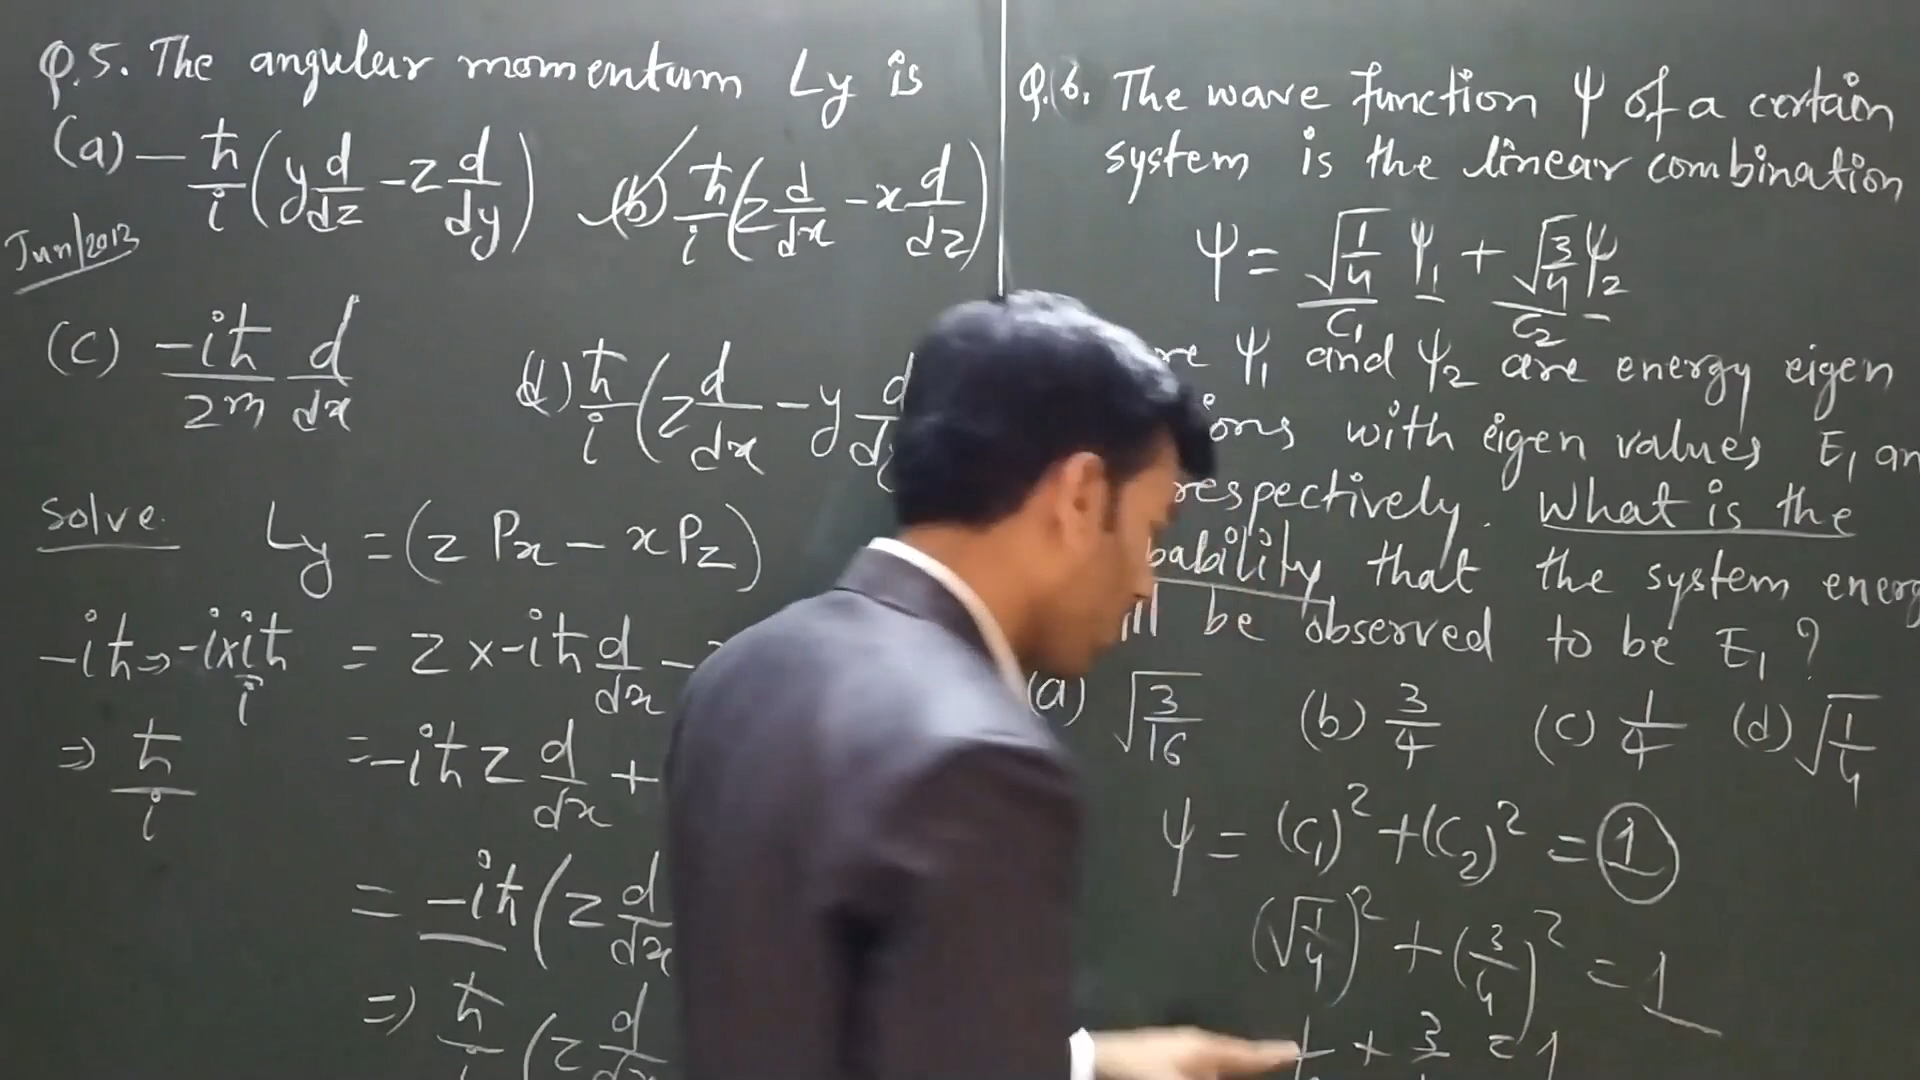 Q.5. The angular momentum Ly is
(a) -ħ/i (y d/dz - z d/dy) (b) ħ/i (z d/dx - x d/dz)
Jun/2013
(c) -iħ/2m d/dx (d) ħ/i (z d/dx - y d
Solve. Ly = (z Px - x Pz)
-iħ ⇒ -i×iħ/i = z × -iħ d/dx -
⇒ ħ/i = -iħ z d/dx +
= -iħ (z d/dx
⇒ ħ/i (z d/dx
Q.6. The wave function ψ of a certain
system is the linear combination
ψ = √1/4 ψ1 + √3/4 ψ2
C1 C2
re ψ1 and ψ2 are energy eigen
ions with eigen values E1 an
respectively. What is the
bability that the system energ
ll be observed to be E1 ?
(a) √3/16 (b) 3/4 (c) 1/4 (d) √1/4
ψ = (C1)² + (C2)² = 1
(√1/4)² + (3/4)² = 1
+ 3 = 1